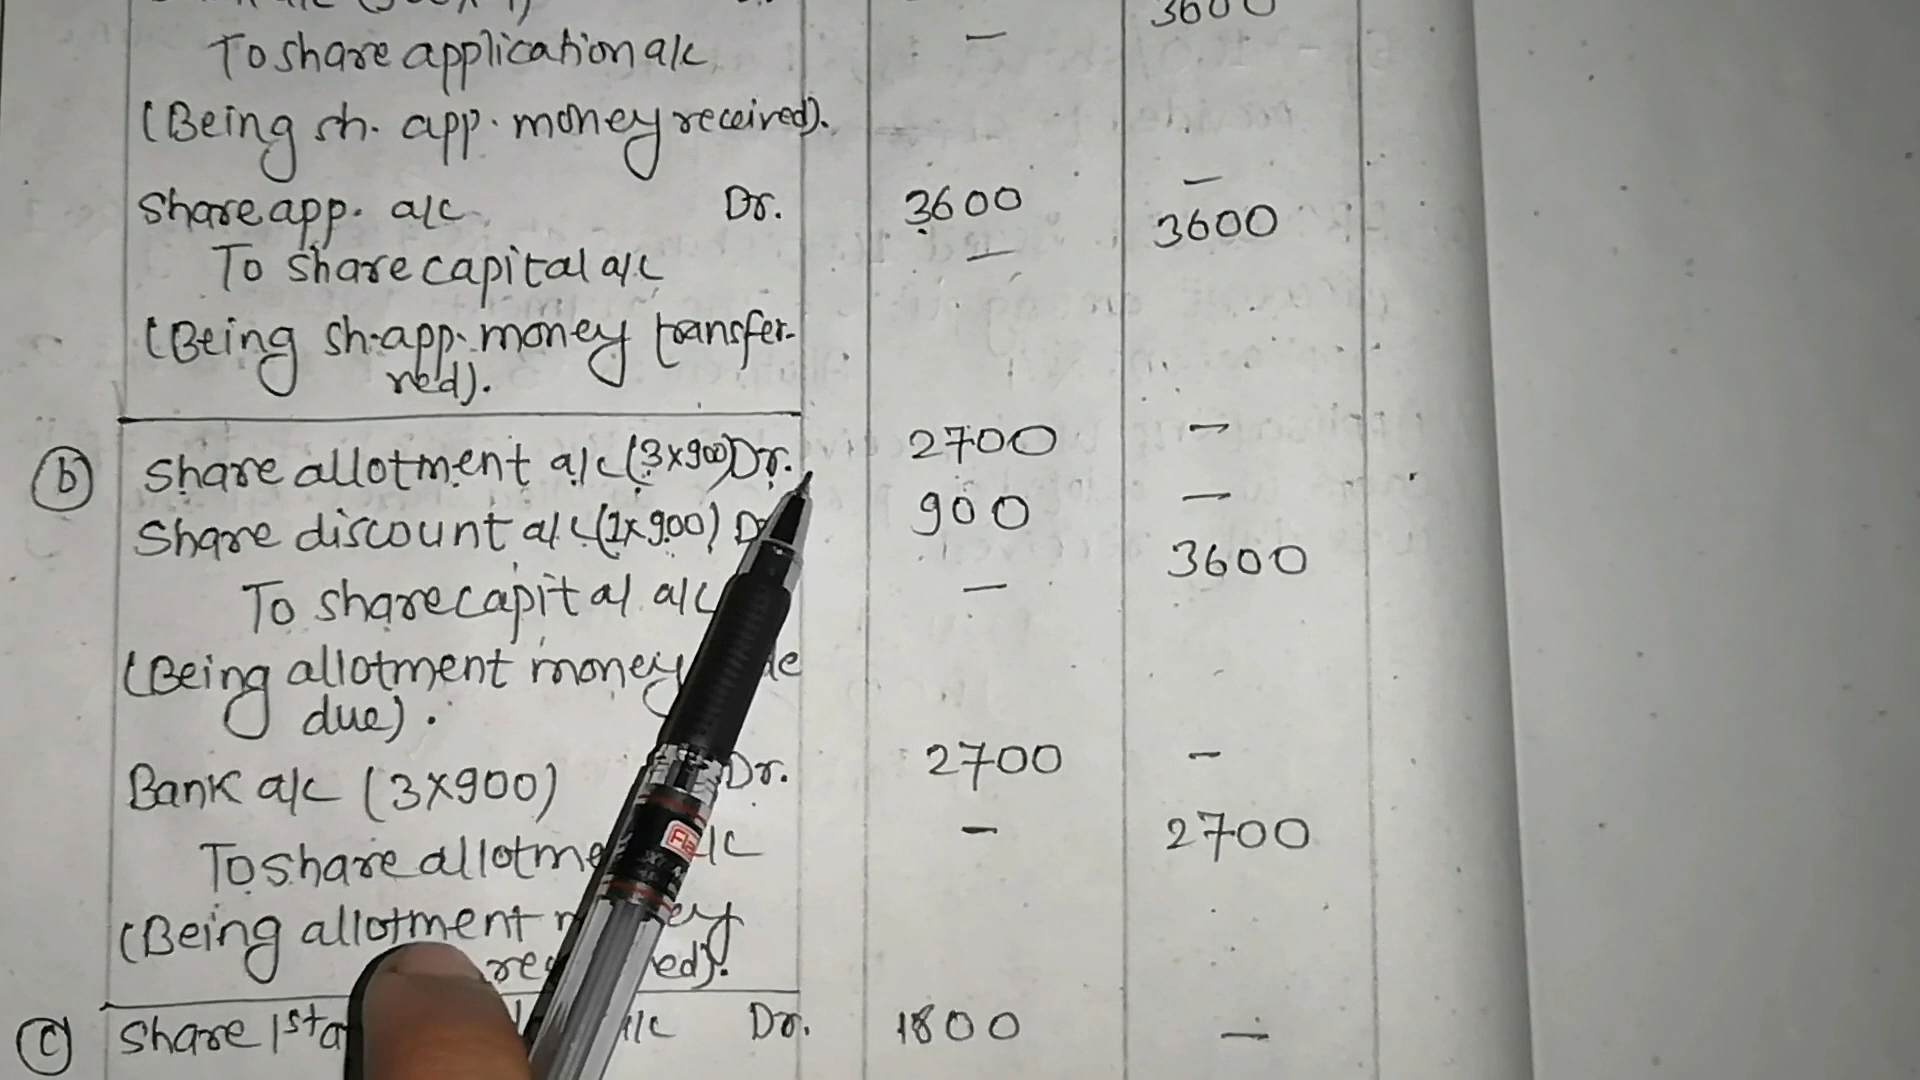 3600
To share application a/c —
(Being sh. app. money received).
Share app. a/c Dr. 3600 —
To share capital a/c — 3600
(Being sh. app. money transfer-
red).
(b) Share allotment a/c (3×900) Dr. 2700 —
Share discount a/c (1×900) 900 —
To share capital a/c — 3600
(Being allotment money
due).
Bank a/c (3×900) Dr. 2700 —
To share a/c — 2700
(Being allotment
(c) Share 1st a/c Dr. 1800 —